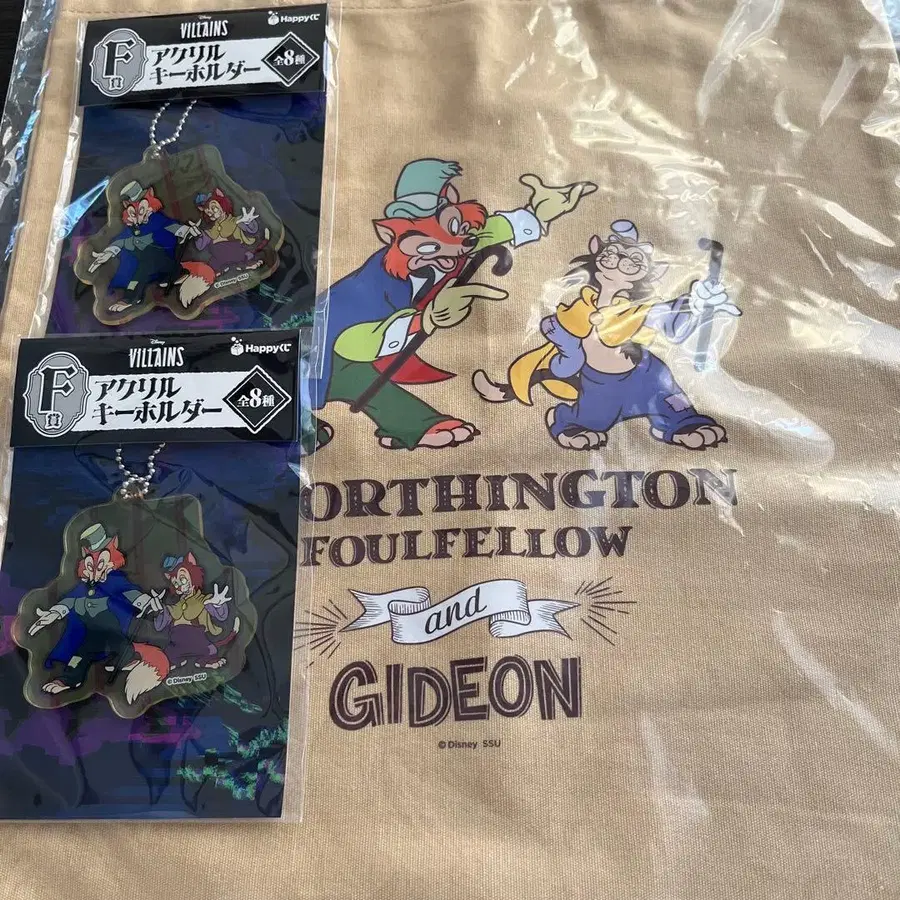 Disney
VILLAINS
Happyくじ
F賞
アクリル
キーホルダー
全8種
© Disney SSU
Disney
VILLAINS
Happyくじ
F賞
アクリル
キーホルダー
全8種
© Disney SSU
ORTHINGTON
FOULFELLOW
and
GIDEON
© Disney SSU